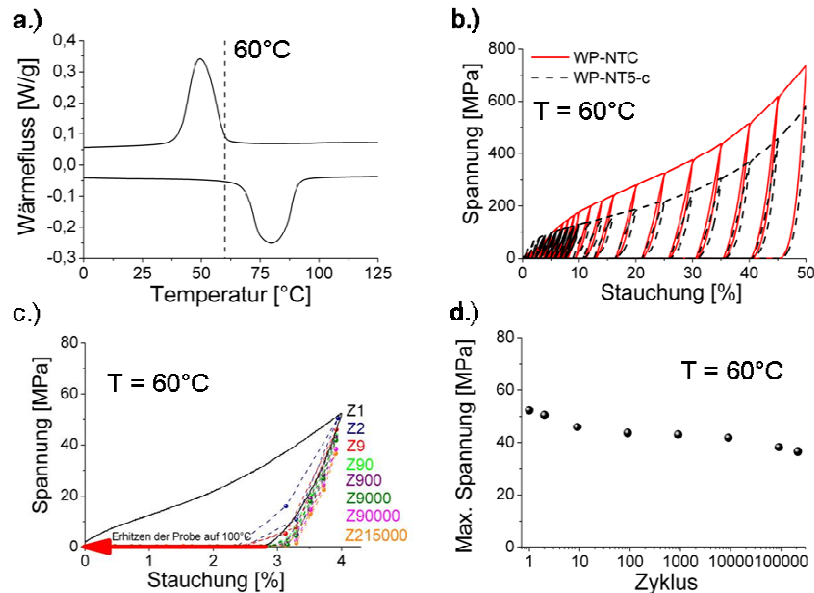 a.)
60°C
0,4
0,3
0,2
0,1
0,0
-0,1
-0,2
-0,3
Wärmefluss [W/g]
0 25 50 75 100 125
Temperatur [°C]
b.)
WP-NTC
WP-NT5-c
T = 60°C
800
600
400
200
0
Spannung [MPa]
0 10 20 30 40 50
Stauchung [%]
c.)
T = 60°C
80
60
40
20
0
Spannung [MPa]
Z1
Z2
Z9
Z90
Z900
Z9000
Z90000
Z215000
Erhitzen der Probe auf 100°C
0 1 2 3 4
Stauchung [%]
d.)
T = 60°C
80
60
40
20
0
Max. Spannung [MPa]
1 10 100 1000 10000 100000
Zyklus